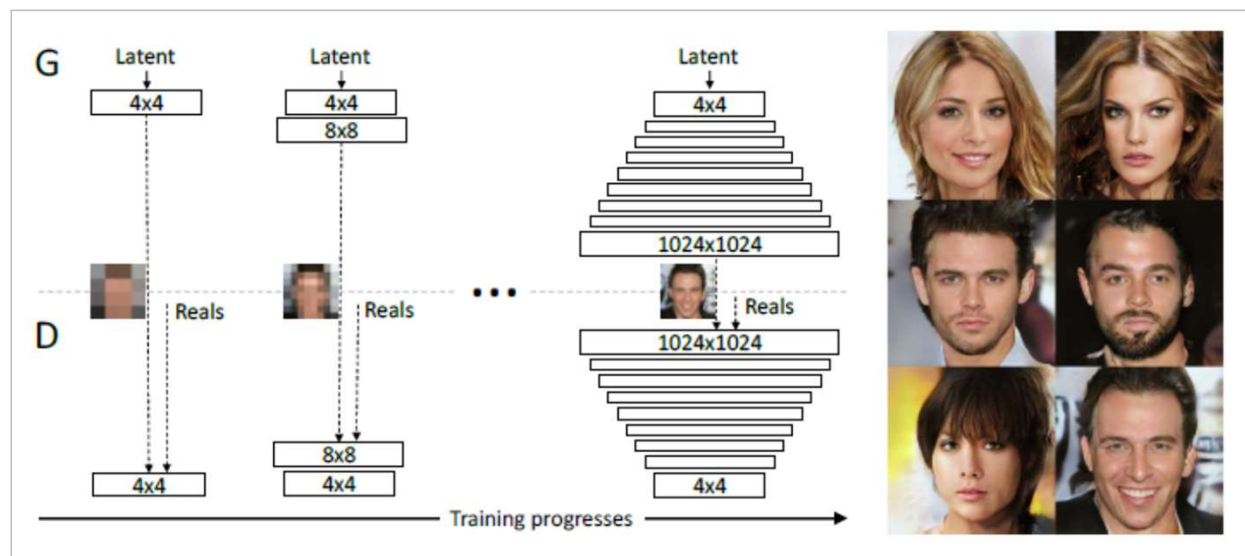 G
Latent
4x4
Latent
4x4
8x8
Latent
4x4
1024x1024
Reals
Reals
...
Reals
D
1024x1024
8x8
4x4
4x4
4x4
Training progresses